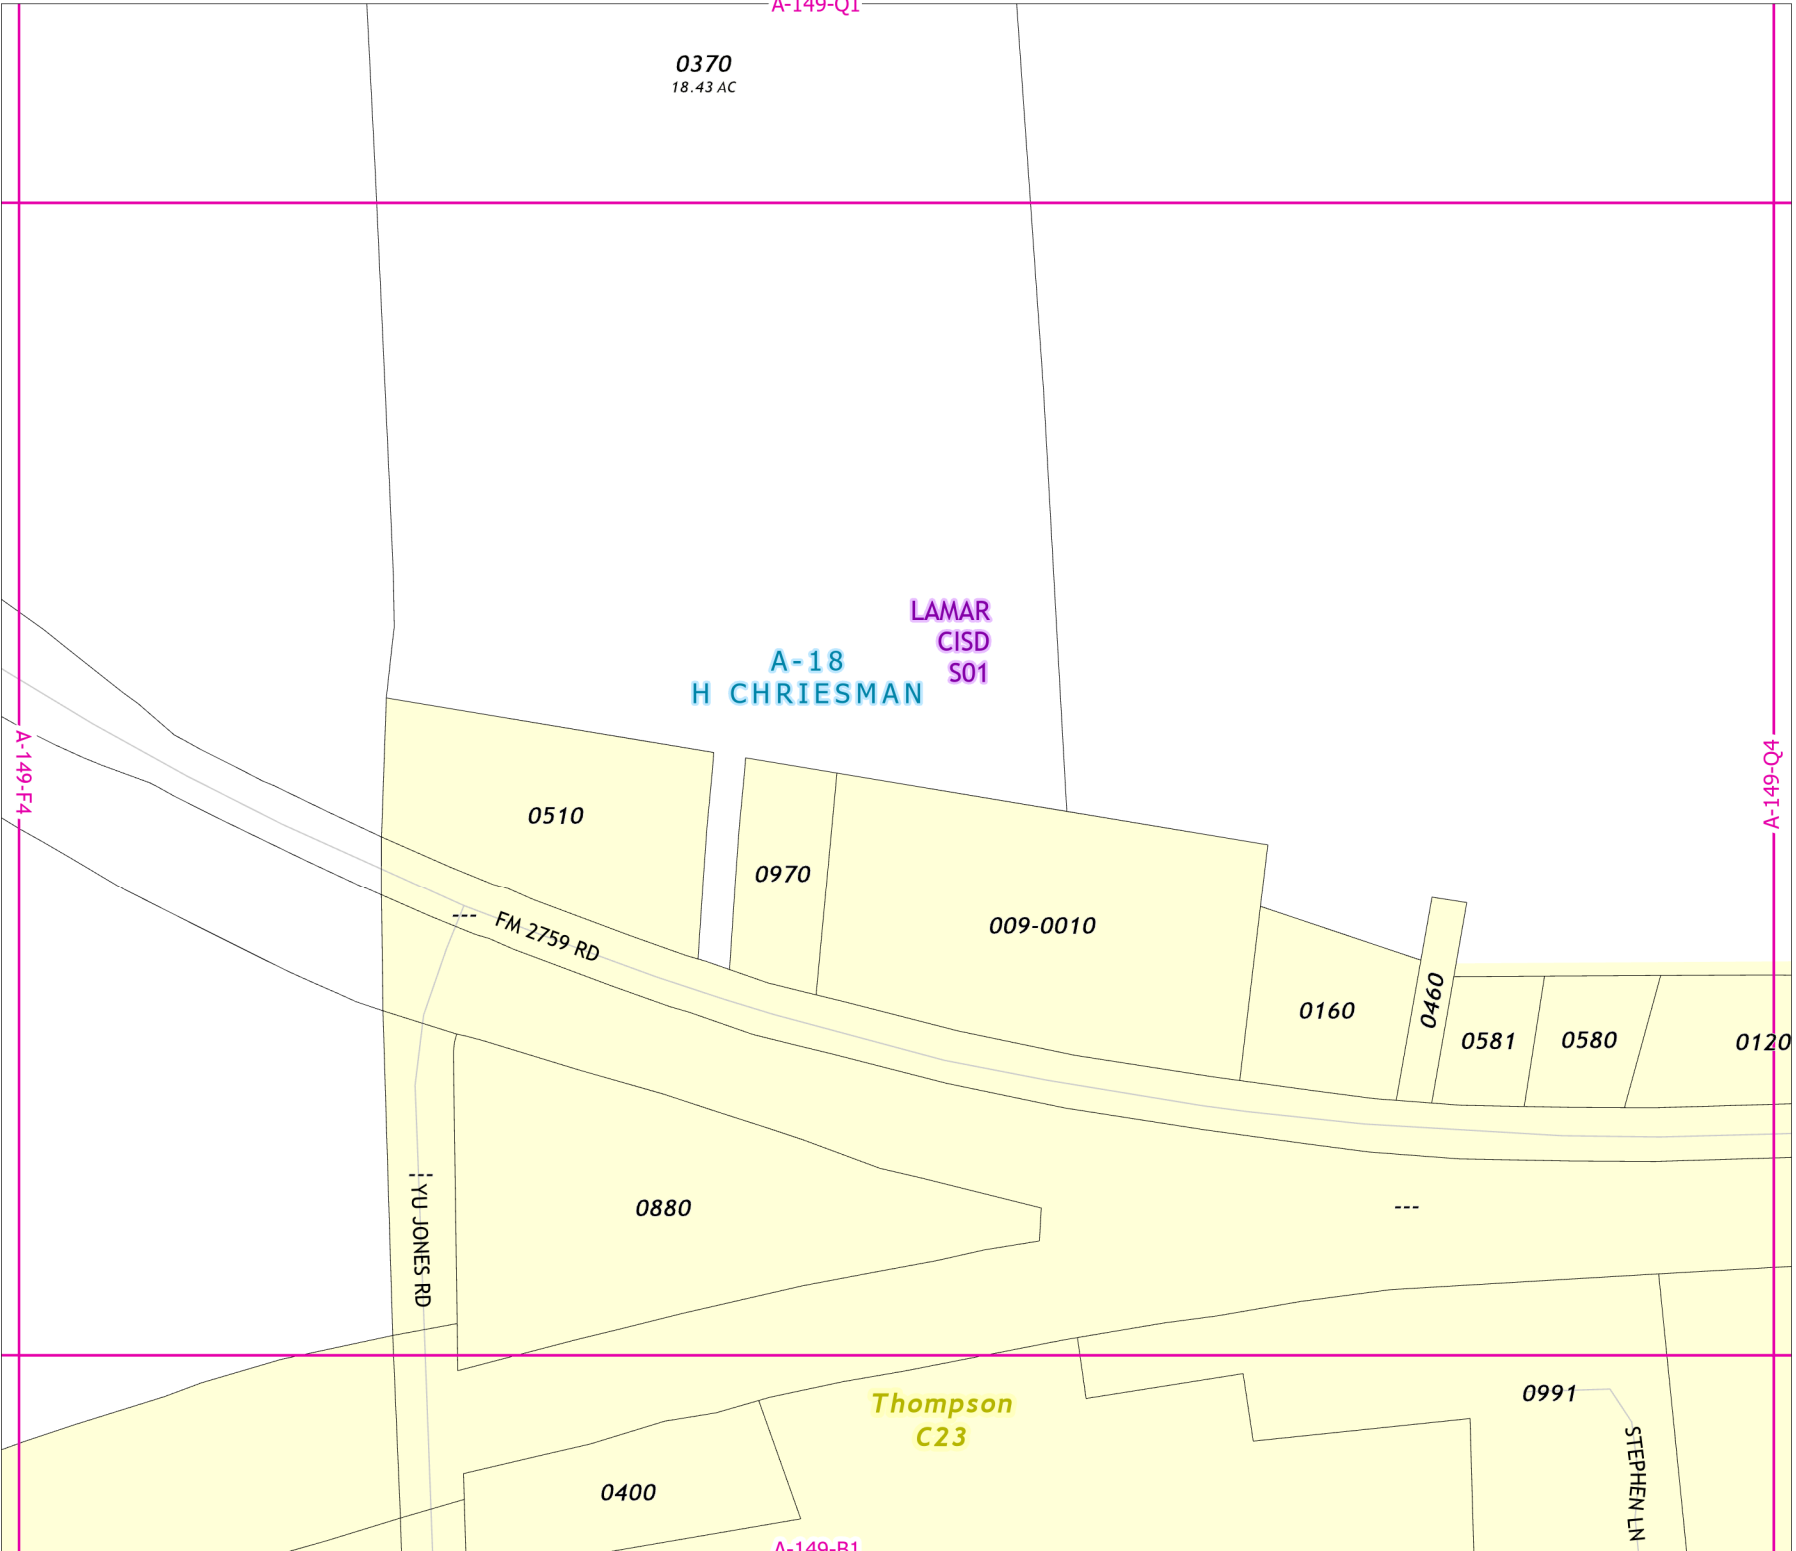 A-149-Q1
0370
18.43 AC
LAMAR
CISD
S01
A-18
H CHRIESMAN
A-149-F4
A-149-Q4
0510
0970
009-0010
--- FM 2759 RD
0160
0460
0581
0580
0120
--- YU JONES RD
0880
---
Thompson
C23
0991
STEPHEN LN
0400
A-149-B1